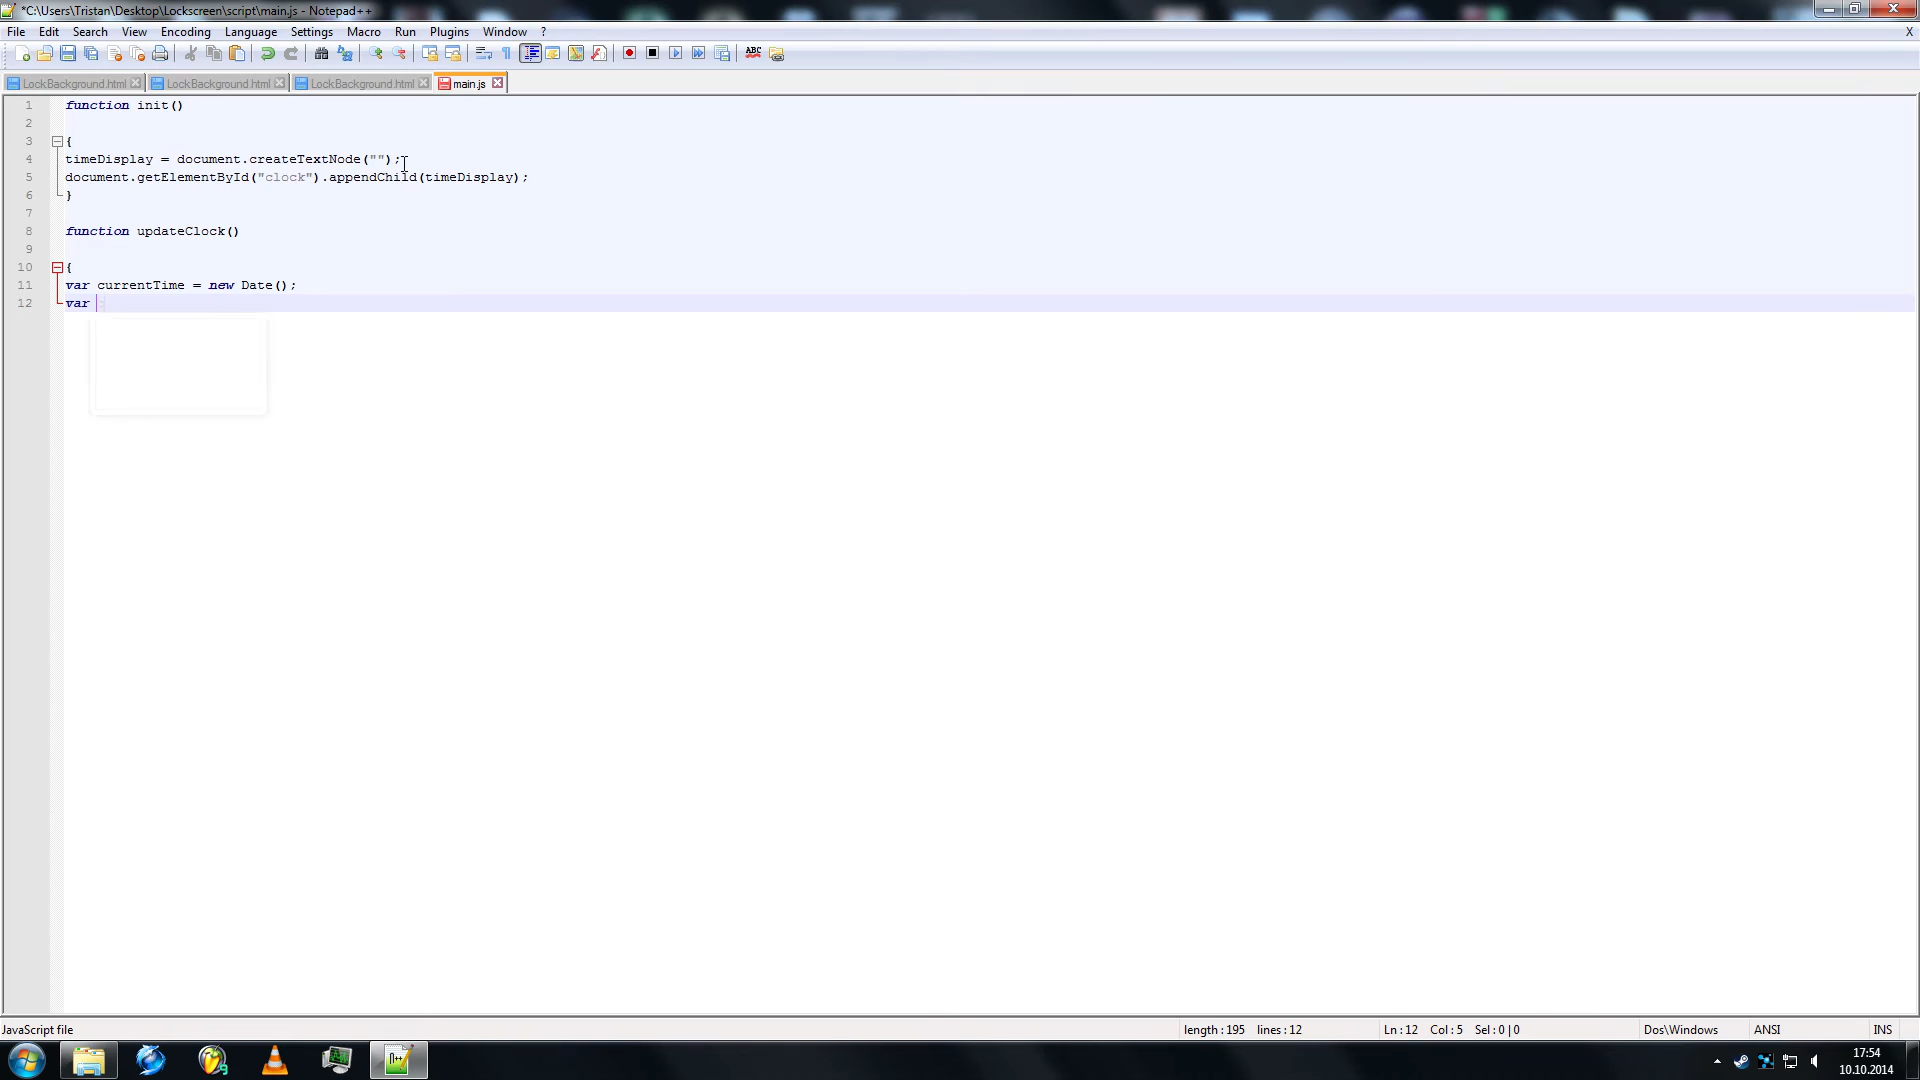 *C:\Users\Tristan\Desktop\Lockscreen\script\main.js - Notepad++
File Edit Search View Encoding Language Settings Macro Run Plugins Window ? X
ABC
LockBackground.html LockBackground.html LockBackground.html main.js
1 function init()
2
3 {
4 timeDisplay = document.createTextNode("");
5 document.getElementById("clock").appendChild(timeDisplay);
6 }
7
8 function updateClock()
9
10 {
11 var currentTime = new Date();
12 var
JavaScript file length : 195 lines : 12 Ln : 12 Col : 5 Sel : 0 | 0 Dos\Windows ANSI INS
17:54
10.10.2014